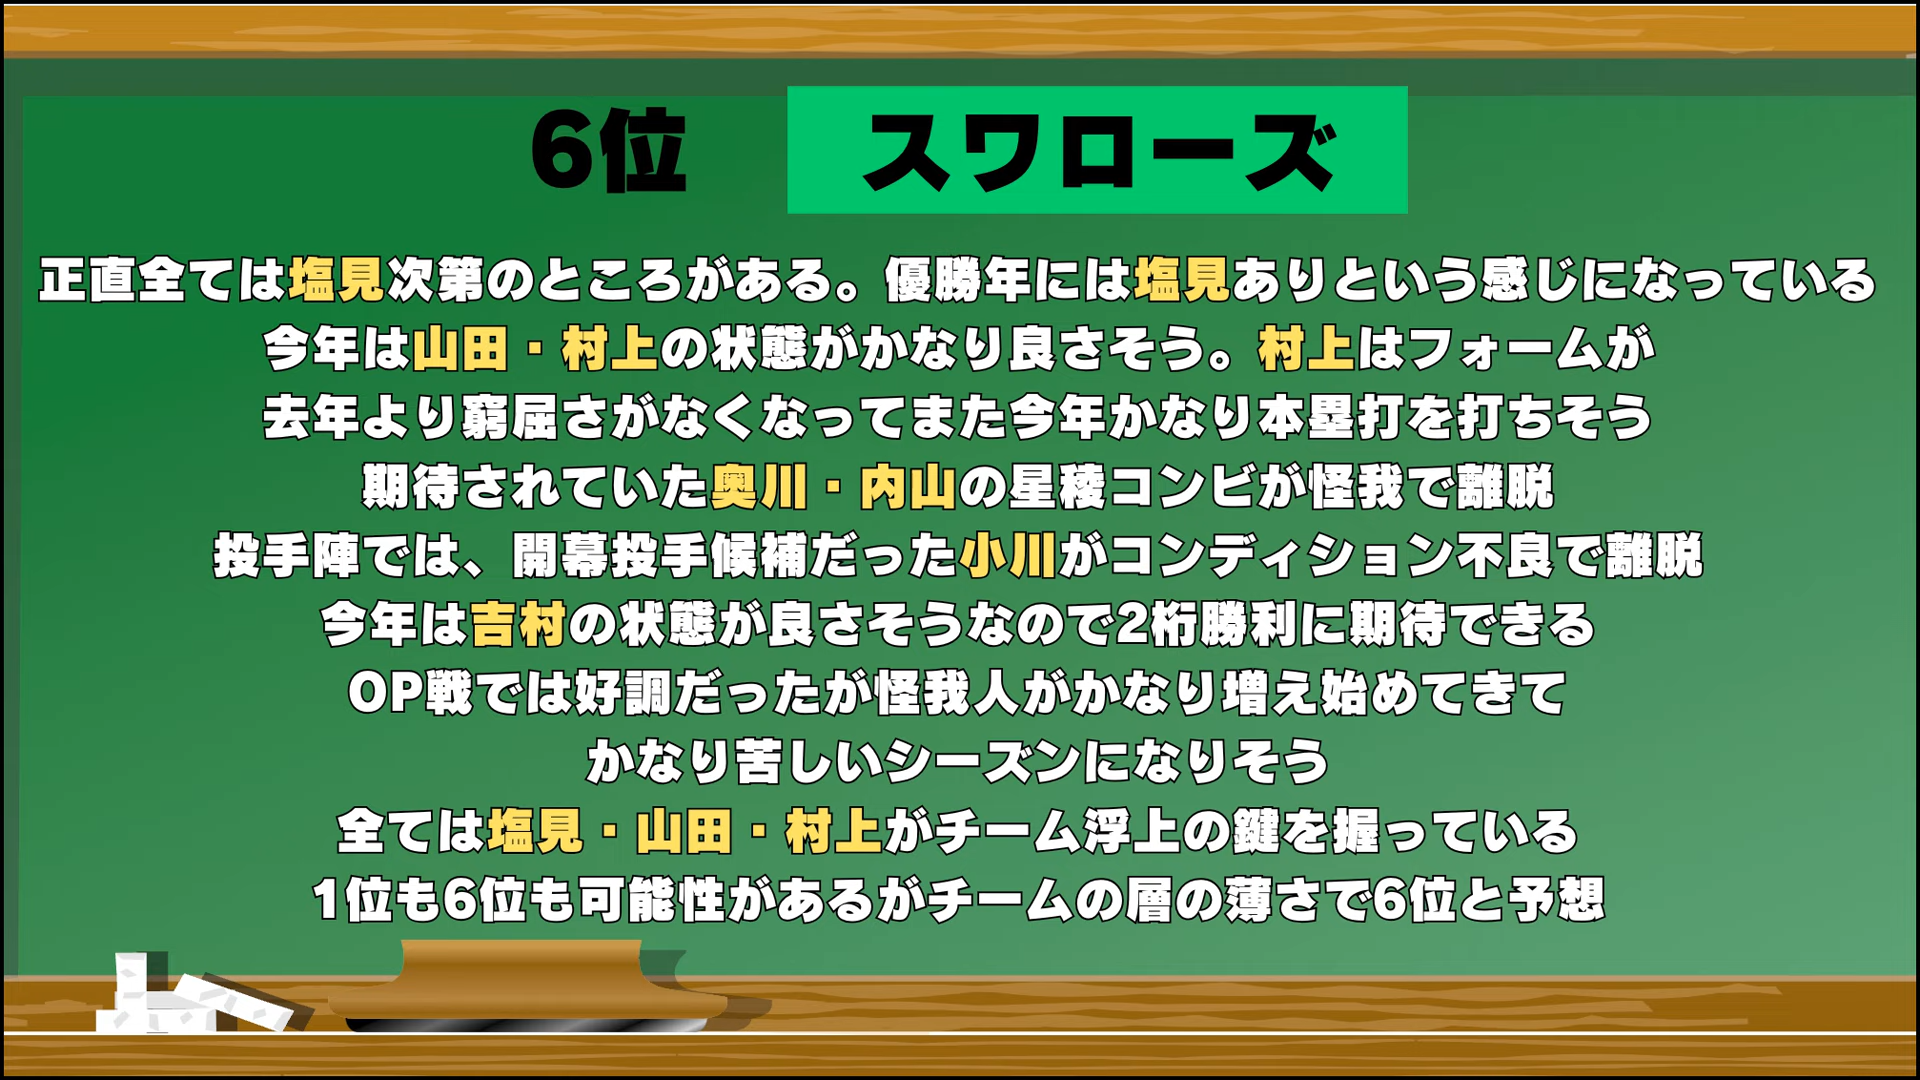 6位 スワローズ
正直全ては塩見次第のところがある。優勝年には塩見ありという感じになっている
今年は山田・村上の状態がかなり良さそう。村上はフォームが
去年より窮屈さがなくなってまた今年かなり本塁打を打ちそう
期待されていた奥川・内山の星稜コンビが怪我で離脱
投手陣では、開幕投手候補だった小川がコンディション不良で離脱
今年は吉村の状態が良さそうなので2桁勝利に期待できる
OP戦では好調だったが怪我人がかなり増え始めてきて
かなり苦しいシーズンになりそう
全ては塩見・山田・村上がチーム浮上の鍵を握っている
1位も6位も可能性があるがチームの層の薄さで6位と予想